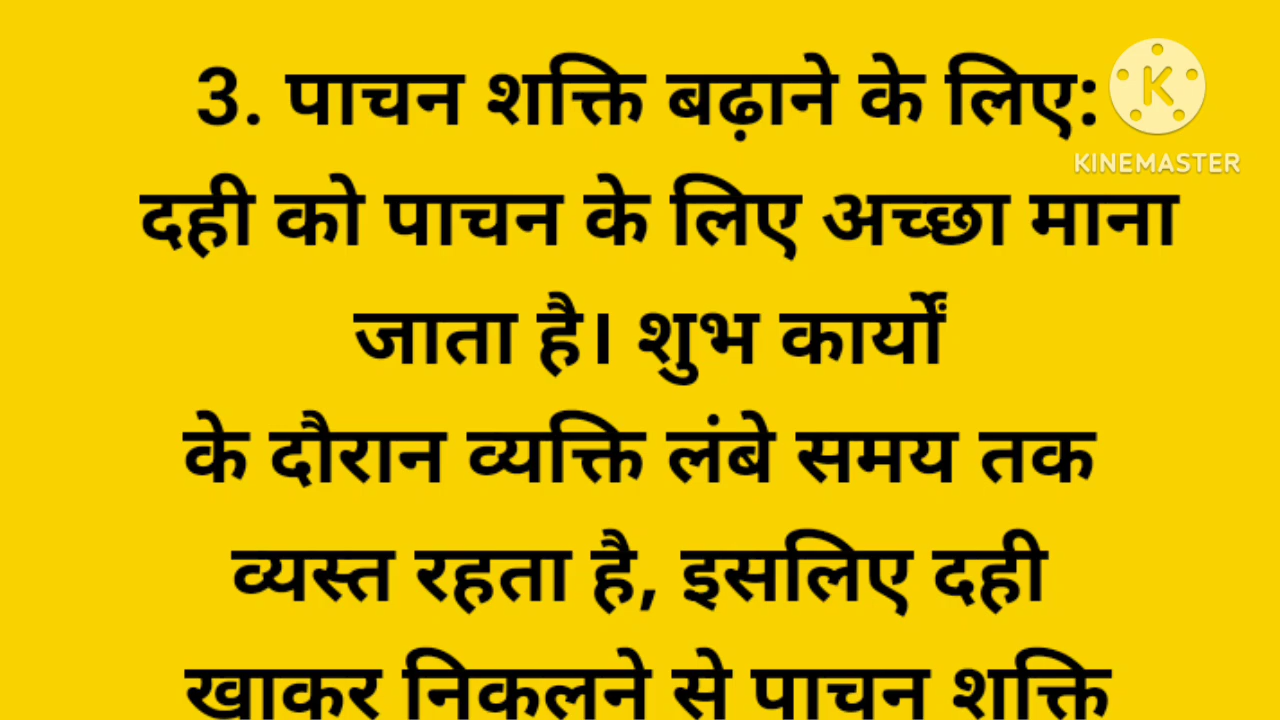 3. पाचन शक्ति बढ़ाने के लिए:
KINEMASTER
दही को पाचन के लिए अच्छा माना
जाता है। शुभ कार्यों
के दौरान व्यक्ति लंबे समय तक
व्यस्त रहता है, इसलिए दही
खाकर निकलने से पाचन शक्ति